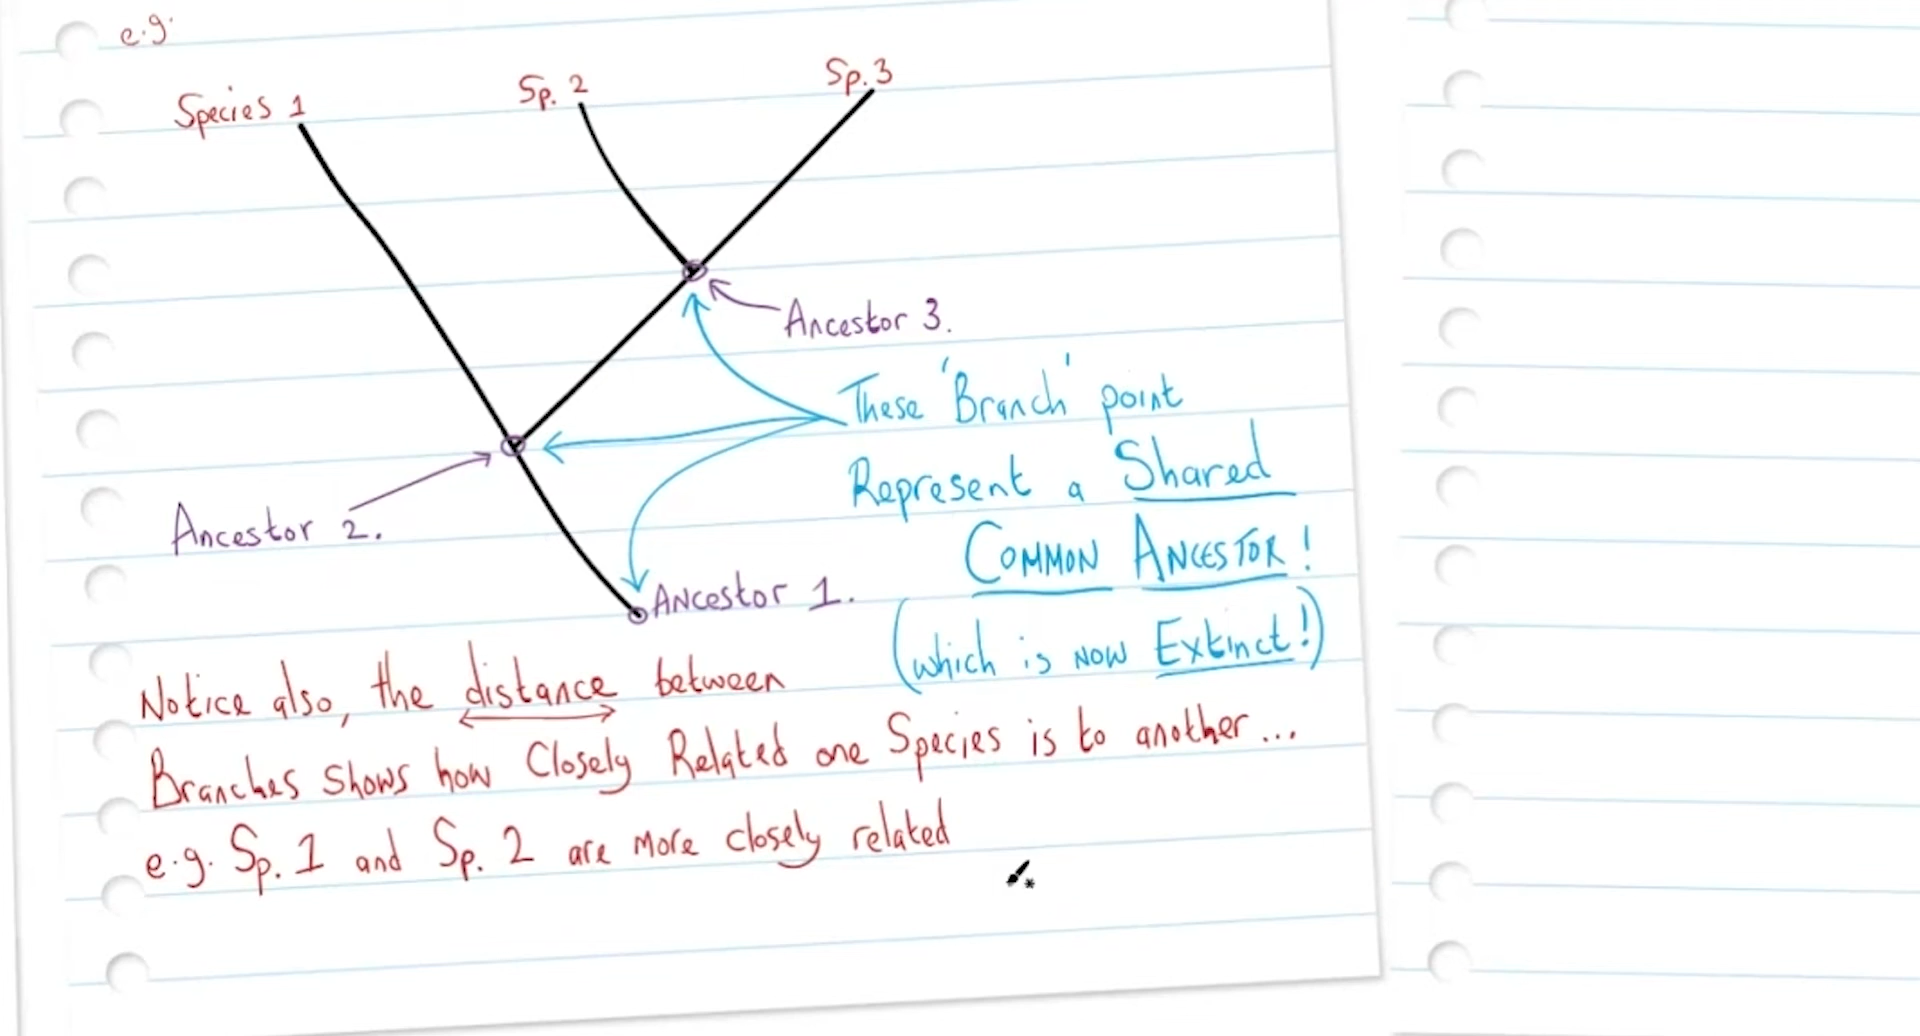 e.g.
Species 1
Sp. 2
Sp. 3
Ancestor 3.
These 'Branch' point
Represent a Shared
COMMON ANCESTOR!
(which is now Extinct!)
Ancestor 2.
Ancestor 1.
Notice also, the distance between
Branches shows how Closely Related one Species is to another...
e.g. Sp. 1 and Sp. 2 are more closely related